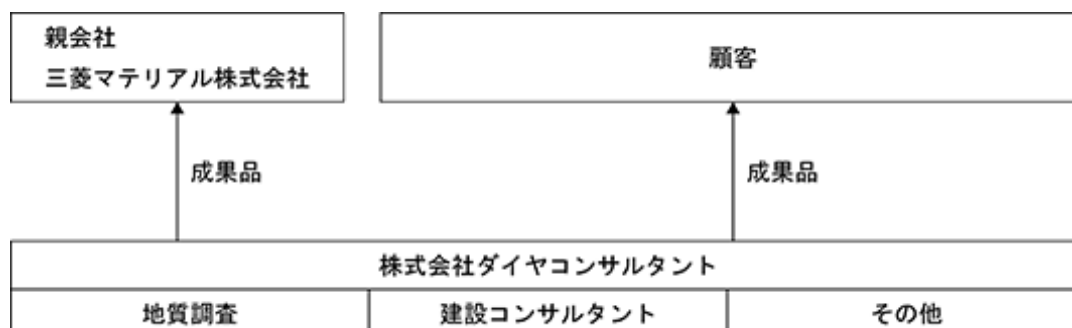 親会社
三菱マテリアル株式会社
顧客
成果品
成果品
株式会社ダイヤコンサルタント
地質調査
建設コンサルタント
その他